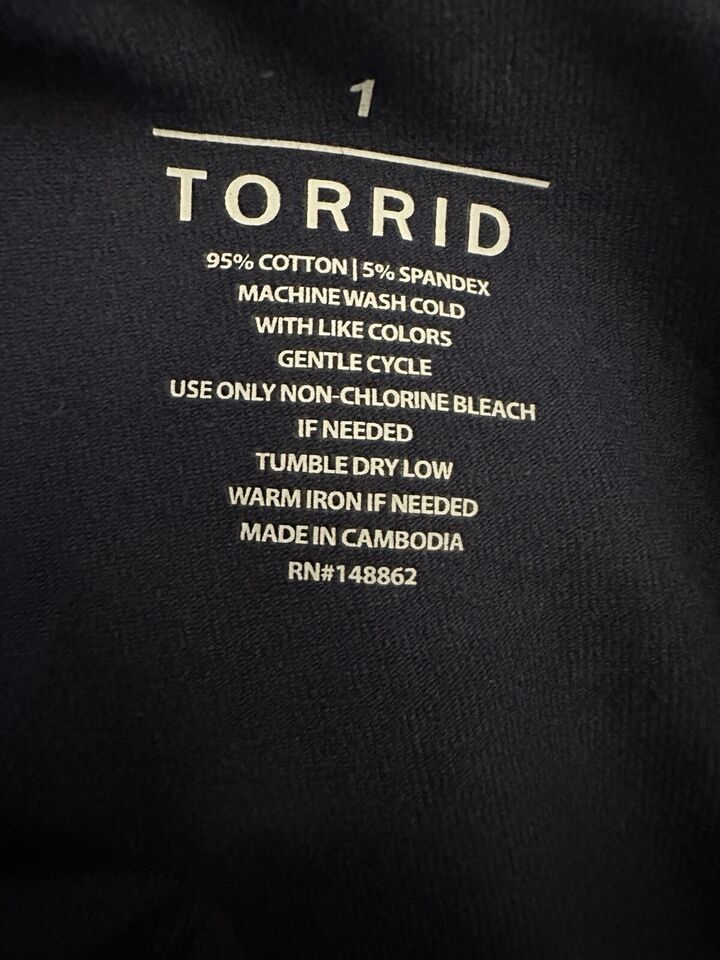 1
TORRID
95% COTTON | 5% SPANDEX
MACHINE WASH COLD
WITH LIKE COLORS
GENTLE CYCLE
USE ONLY NON-CHLORINE BLEACH
IF NEEDED
TUMBLE DRY LOW
WARM IRON IF NEEDED
MADE IN CAMBODIA
RN#148862